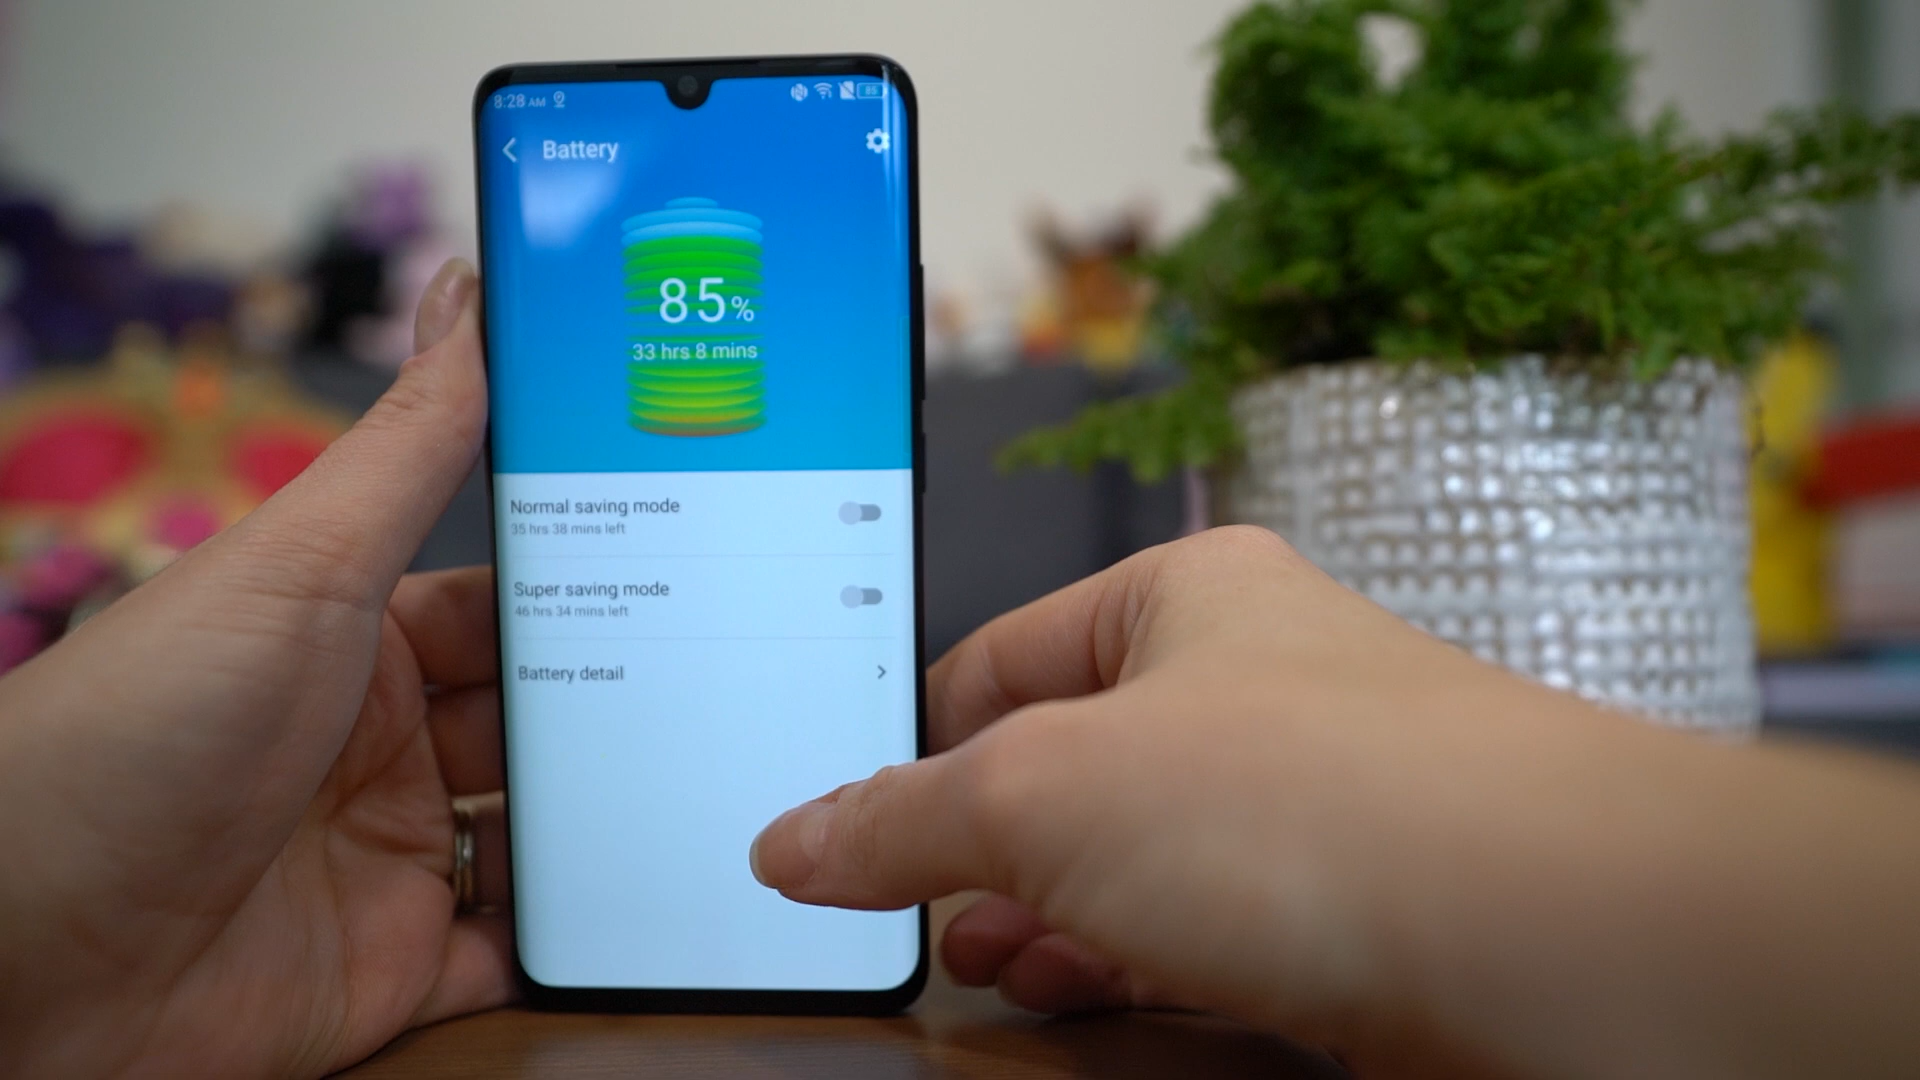 8:28 AM
85
Battery
85%
33 hrs 8 mins
Normal saving mode
35 hrs 38 mins left
Super saving mode
46 hrs 34 mins left
Battery detail